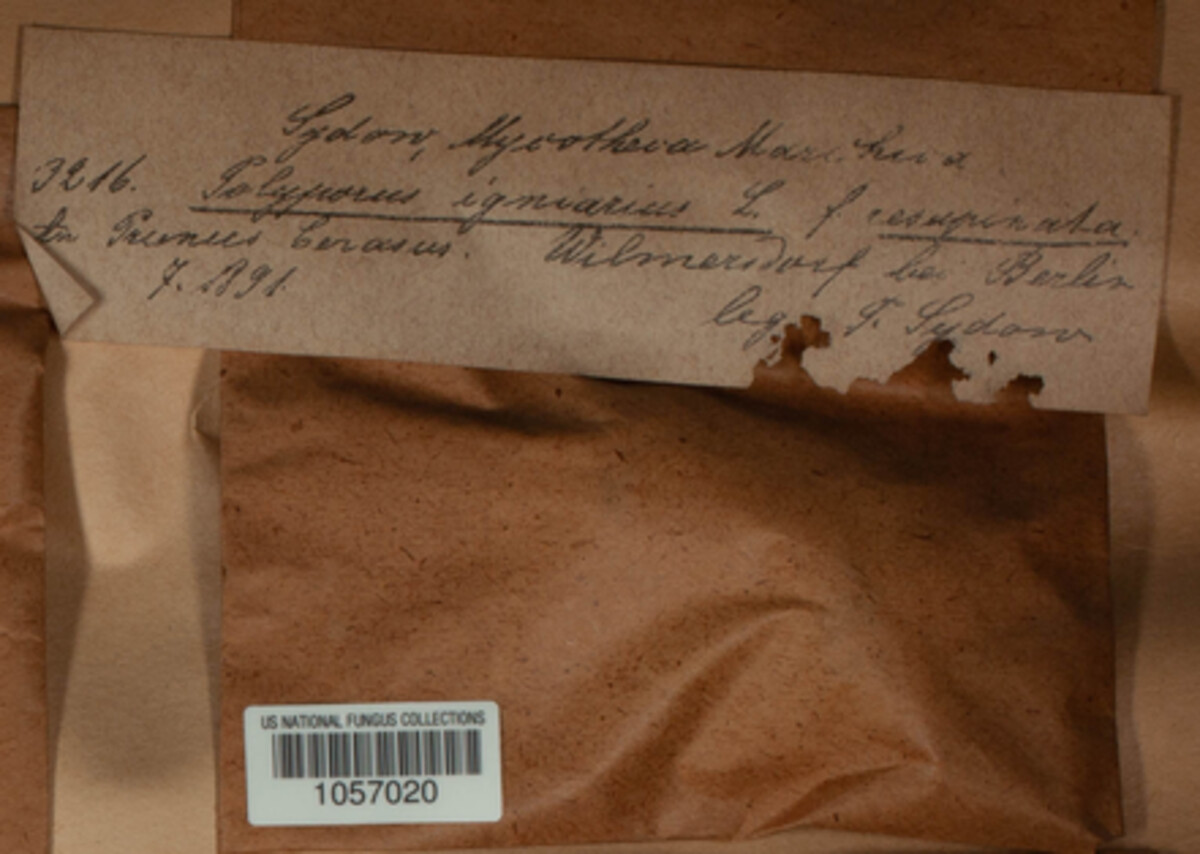 Sydow, Mycotheca Marchica
3216. Polyporus igniarius L. f. resupinata.
An Prunus Cerasus. Wilmersdorf bei Berlin
7. 1891. leg. P. Sydow
US NATIONAL FUNGUS COLLECTIONS
1057020